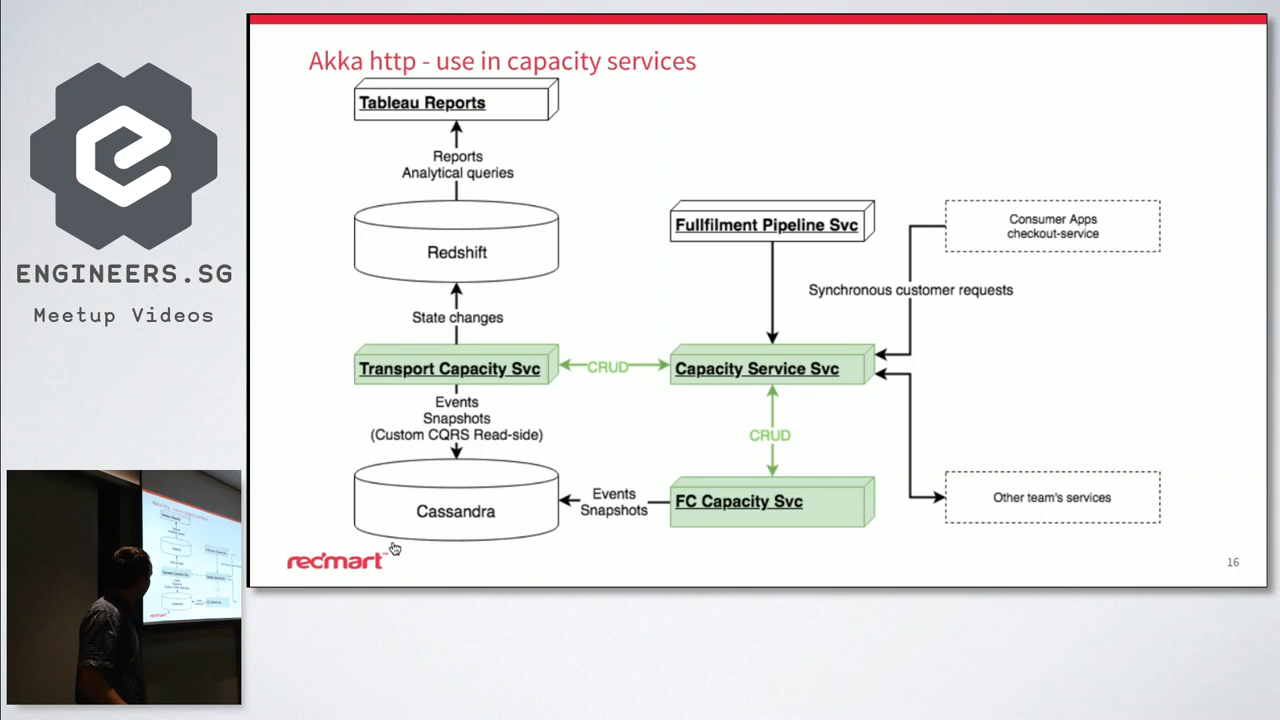 ENGINEERS.SG
Meetup Videos
Akka http - use in capacity services
Tableau Reports
Reports
Analytical queries
Redshift
State changes
Transport Capacity Svc
Events
Snapshots
(Custom CQRS Read-side)
Cassandra
CRUD
Fullfilment Pipeline Svc
Capacity Service Svc
CRUD
FC Capacity Svc
Events
Snapshots
Consumer Apps
checkout-service
Synchronous customer requests
Other team's services
redmart™
16